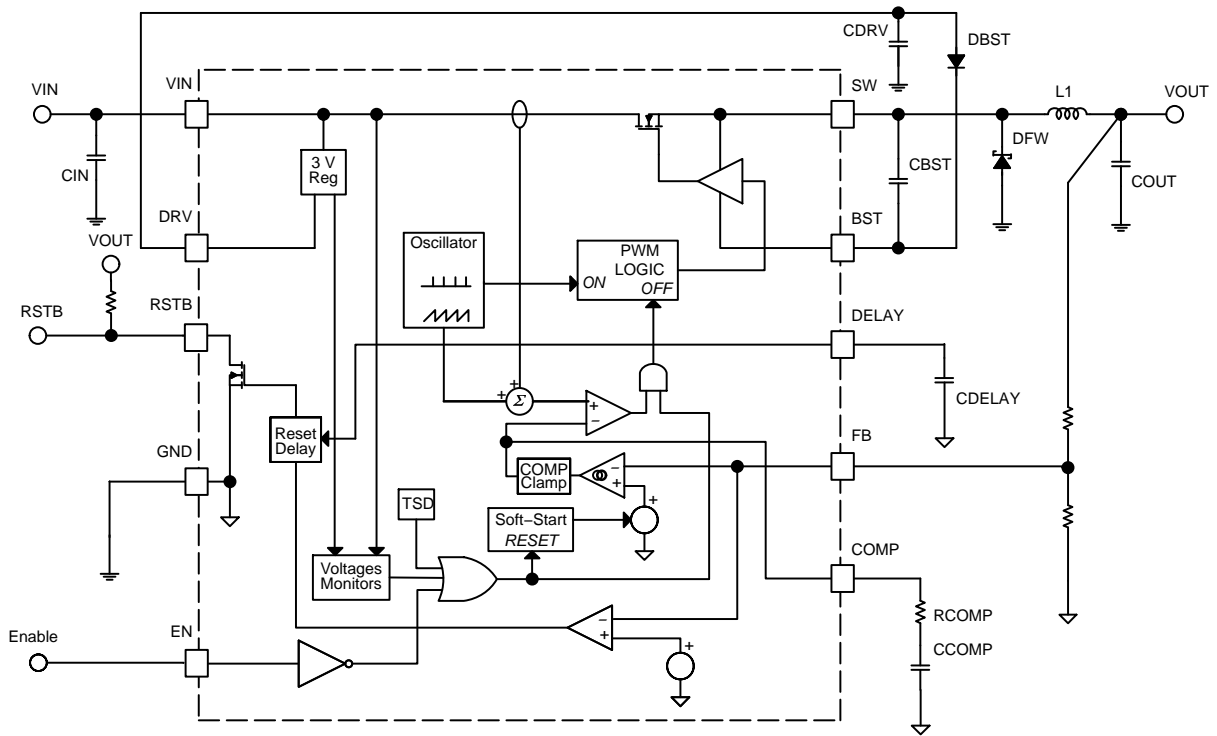 CDRV
DBST
VIN
VIN
SW
L1
VOUT
DFW
3 V
Reg
CIN
CBST
COUT
DRV
BST
VOUT
Oscillator
PWM
LOGIC
ON
OFF
RSTB
RSTB
DELAY
+
+
Σ
+
−
CDELAY
Reset
Delay
FB
GND
COMP
Clamp
−
+
+
TSD
Soft−Start
RESET
COMP
Voltages
Monitors
RCOMP
Enable
EN
−
+
+
CCOMP